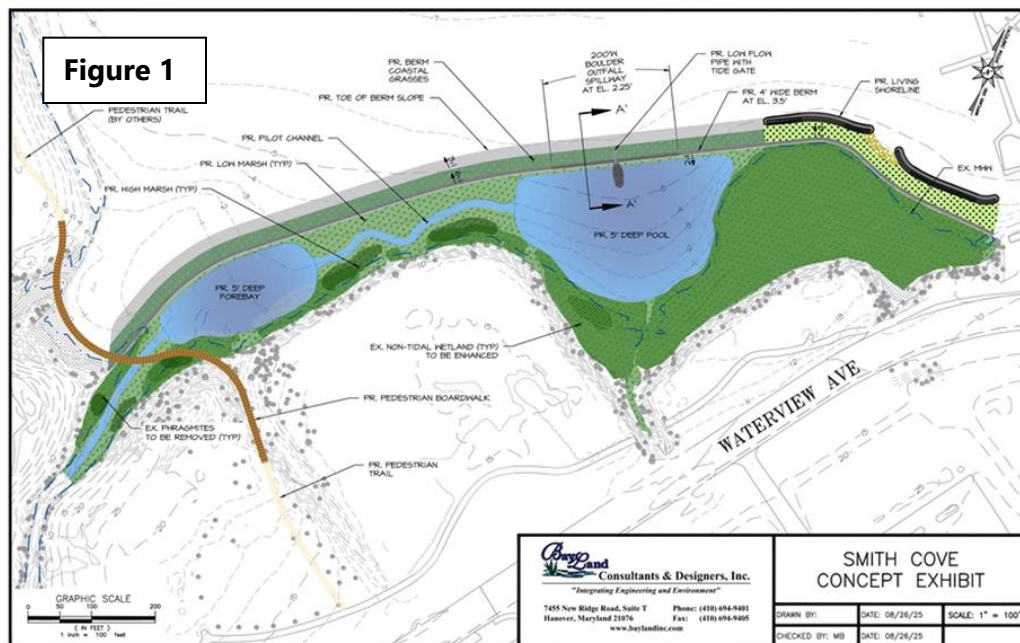 Figure 1
PEDESTRIAN TRAIL
(BY OTHERS)
PR. BERM
COASTAL
GRASSES
PR. TOE OF BERM SLOPE
PR. PILOT CHANNEL
PR. LOW MARSH (TYP)
PR. HIGH MARSH (TYP)
200'W
BOULDER
OUTFALL
SPILLWAY
AT EL. 2.25'
PR. LOW FLOW
PIPE WITH
TIDE GATE
PR. 4' WIDE BERM
AT EL. 3.5'
PR. LIVING
SHORELINE
EX. MHW
A'
A'
PR. 5' DEEP
FOREBAY
PR. 5' DEEP POOL
EX. NON-TIDAL WETLAND (TYP)
TO BE ENHANCED
PR. PEDESTRIAN BOARDWALK
EX. PHRAGMITES
TO BE REMOVED (TYP)
PR. PEDESTRIAN
TRAIL
WATERVIEW AVE
GRAPHIC SCALE
0 50 100 200
( IN FEET )
1 inch = 100 feet
BayLand
Consultants & Designers, Inc.
"Integrating Engineering and Environment"
7455 New Ridge Road, Suite T Phone: (410) 694-9401
Hanover, Maryland 21076 Fax: (410) 694-9405
www.baylandinc.com
SMITH COVE
CONCEPT EXHIBIT
DRAWN BY: DATE: 08/26/25 SCALE: 1" = 100'
CHECKED BY: MB DATE: 08/26/25